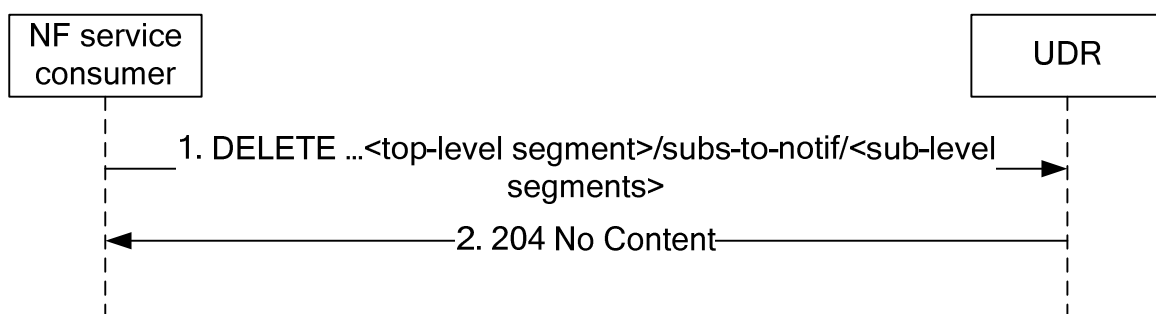 NF service
consumer
UDR
1. DELETE ...<top-level segment>/subs-to-notif/<sub-level
segments>
2. 204 No Content